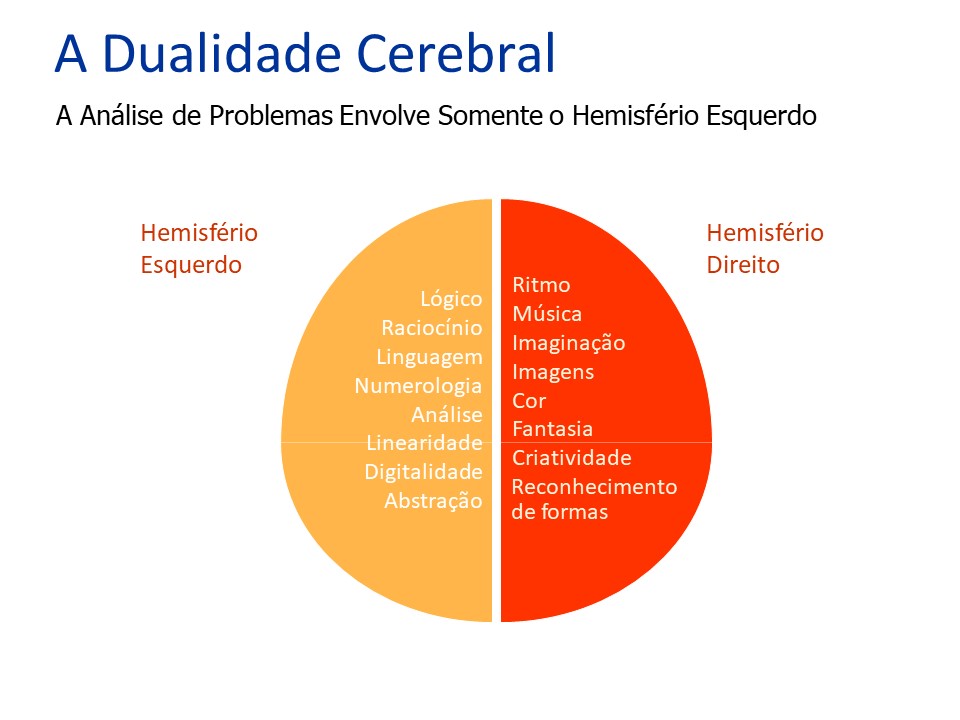 A Dualidade Cerebral
A Análise de Problemas Envolve Somente o Hemisfério Esquerdo
Hemisfério
Esquerdo
Lógico
Raciocínio
Linguagem
Numerologia
Análise
Linearidade
Digitalidade
Abstração
Hemisfério
Direito
Ritmo
Música
Imaginação
Imagens
Cor
Fantasia
Criatividade
Reconhecimento
de formas